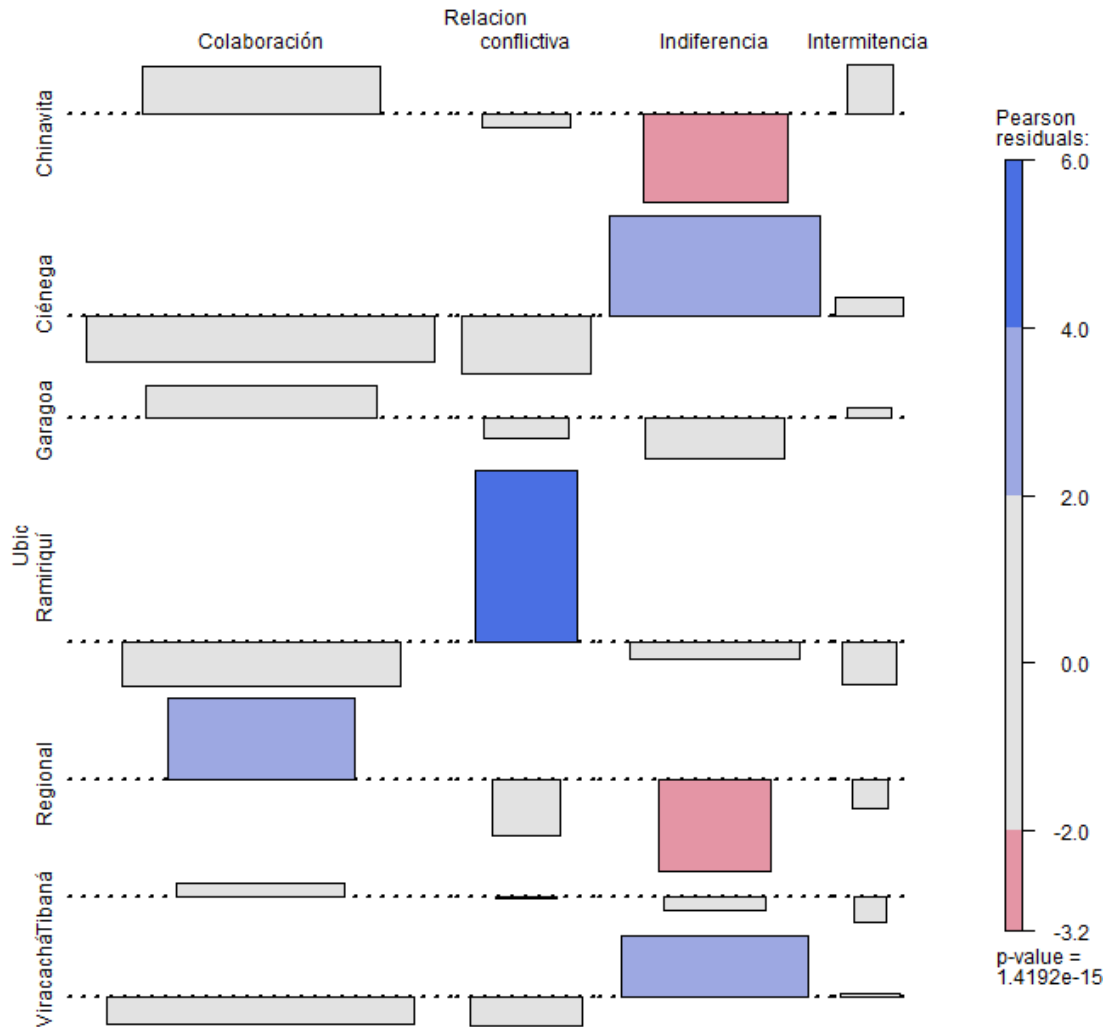 Relacion
Colaboración conflictiva Indiferencia Intermitencia
Ubic
Chinavita
Ciénega
Garagoa
Ramiriquí
Regional
Tibaná
Viracachá
Pearson
residuals:
6.0
4.0
2.0
0.0
-2.0
-3.2
p-value =
1.4192e-15